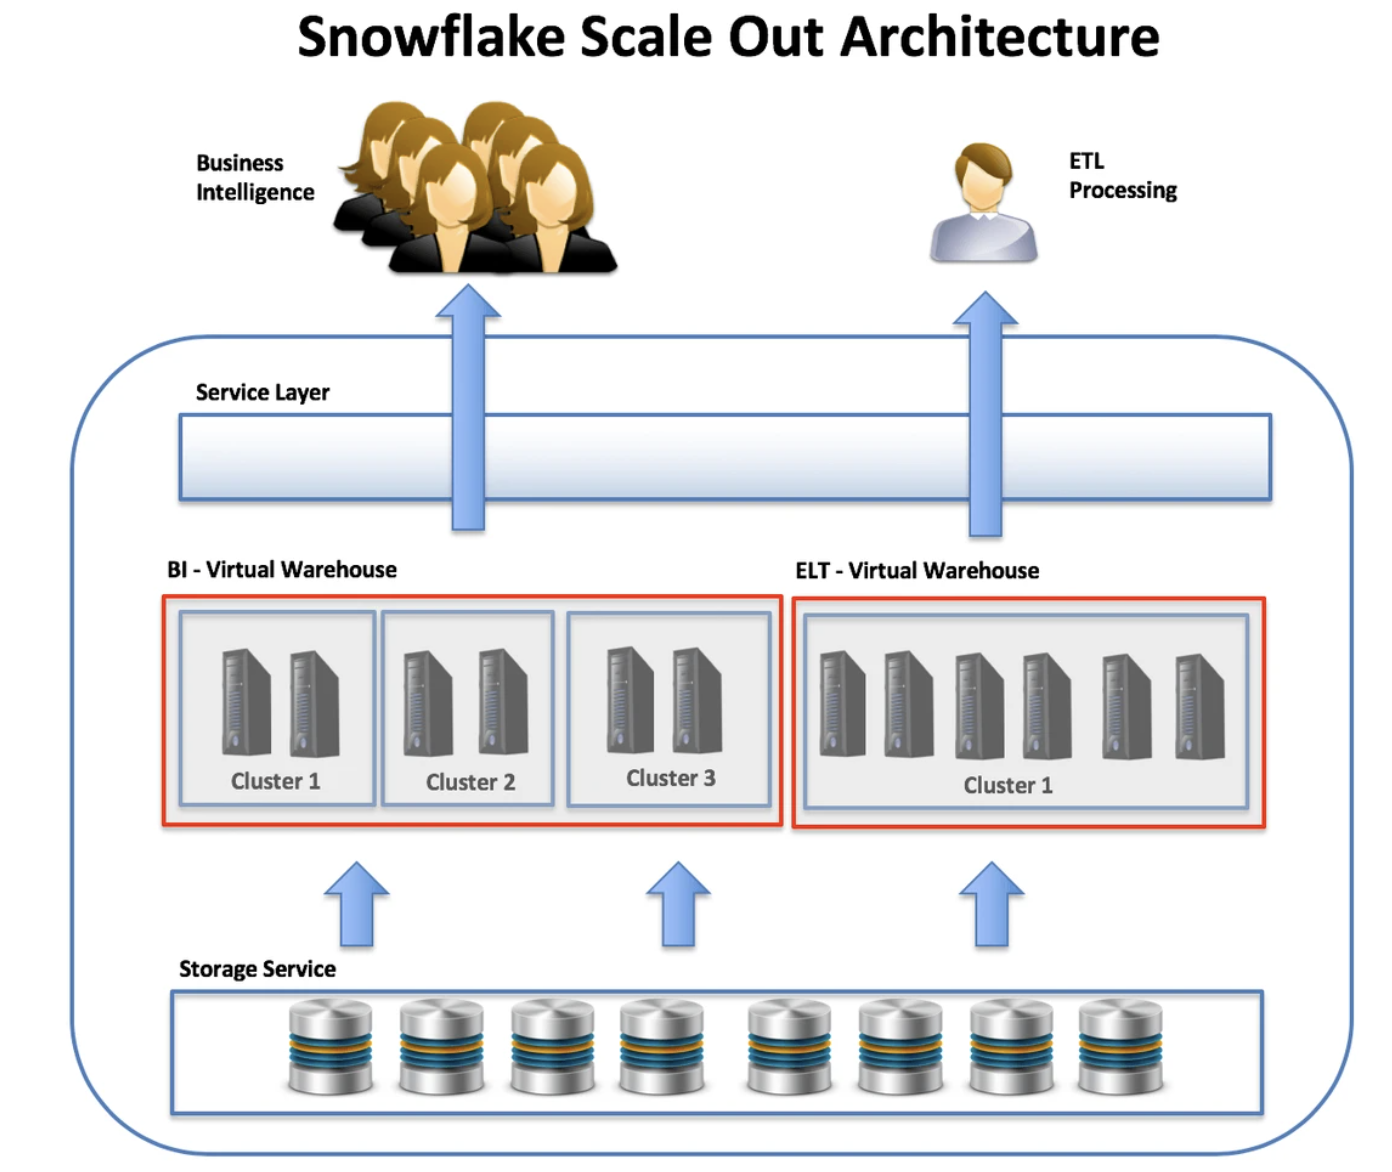 Snowflake Scale Out Architecture
Business
Intelligence
ETL
Processing
Service Layer
BI - Virtual Warehouse
ELT - Virtual Warehouse
Cluster 1
Cluster 2
Cluster 3
Cluster 1
Storage Service